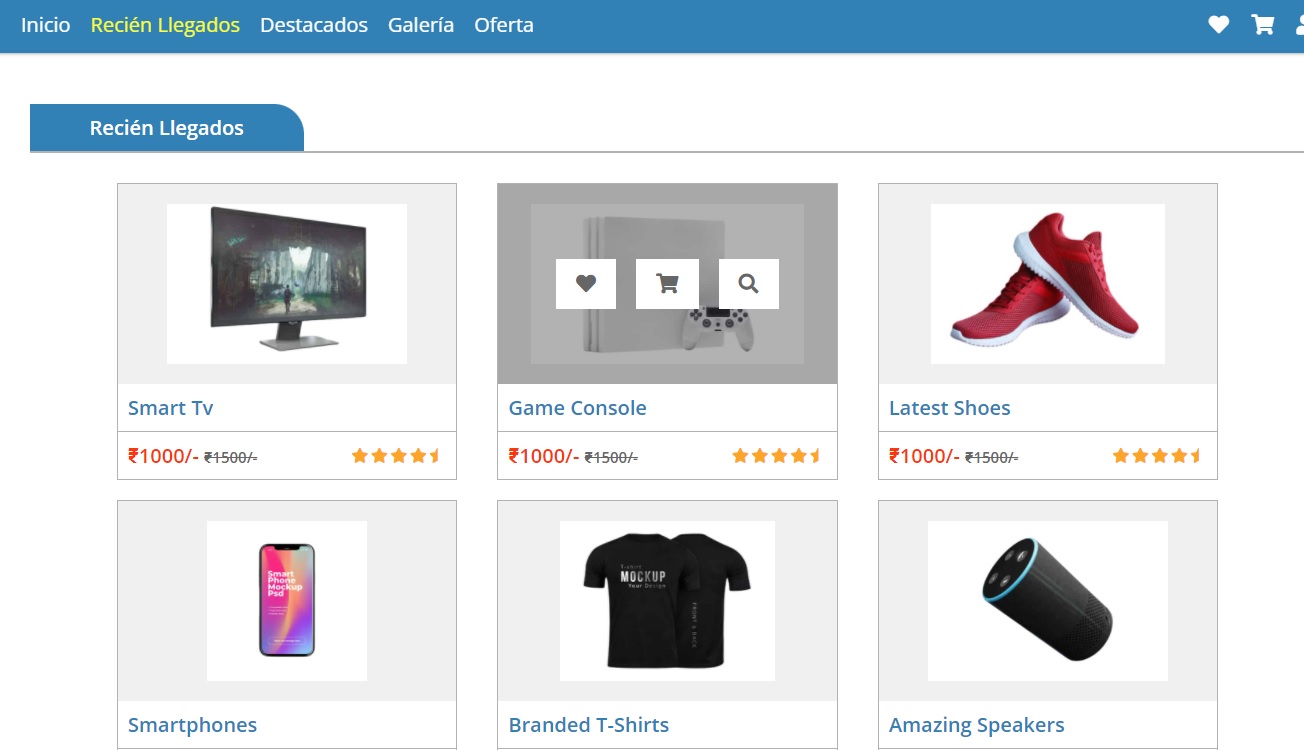 Inicio Recién Llegados Destacados Galería Oferta
Recién Llegados
Smart Tv
₹1000/- ₹1500/-
Game Console
₹1000/- ₹1500/-
Latest Shoes
₹1000/- ₹1500/-
Smart
Phone
Mockup
Psd
Smartphones
T-shirt
MOCKUP
Your Design
FRONT & BACK
Branded T-Shirts
Amazing Speakers